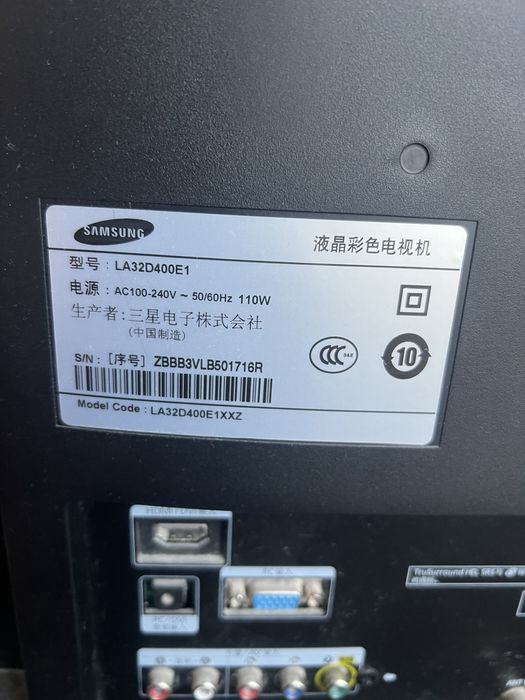 SAMSUNG
液晶彩色电视机
型号：LA32D400E1
电源：AC100-240V ~ 50/60Hz 110W
生产者：三星电子株式会社
(中国制造)
S/N：[序号] ZBBB3VLB501716R
CCC S&E
10
Model Code : LA32D400E1XXZ
ANT